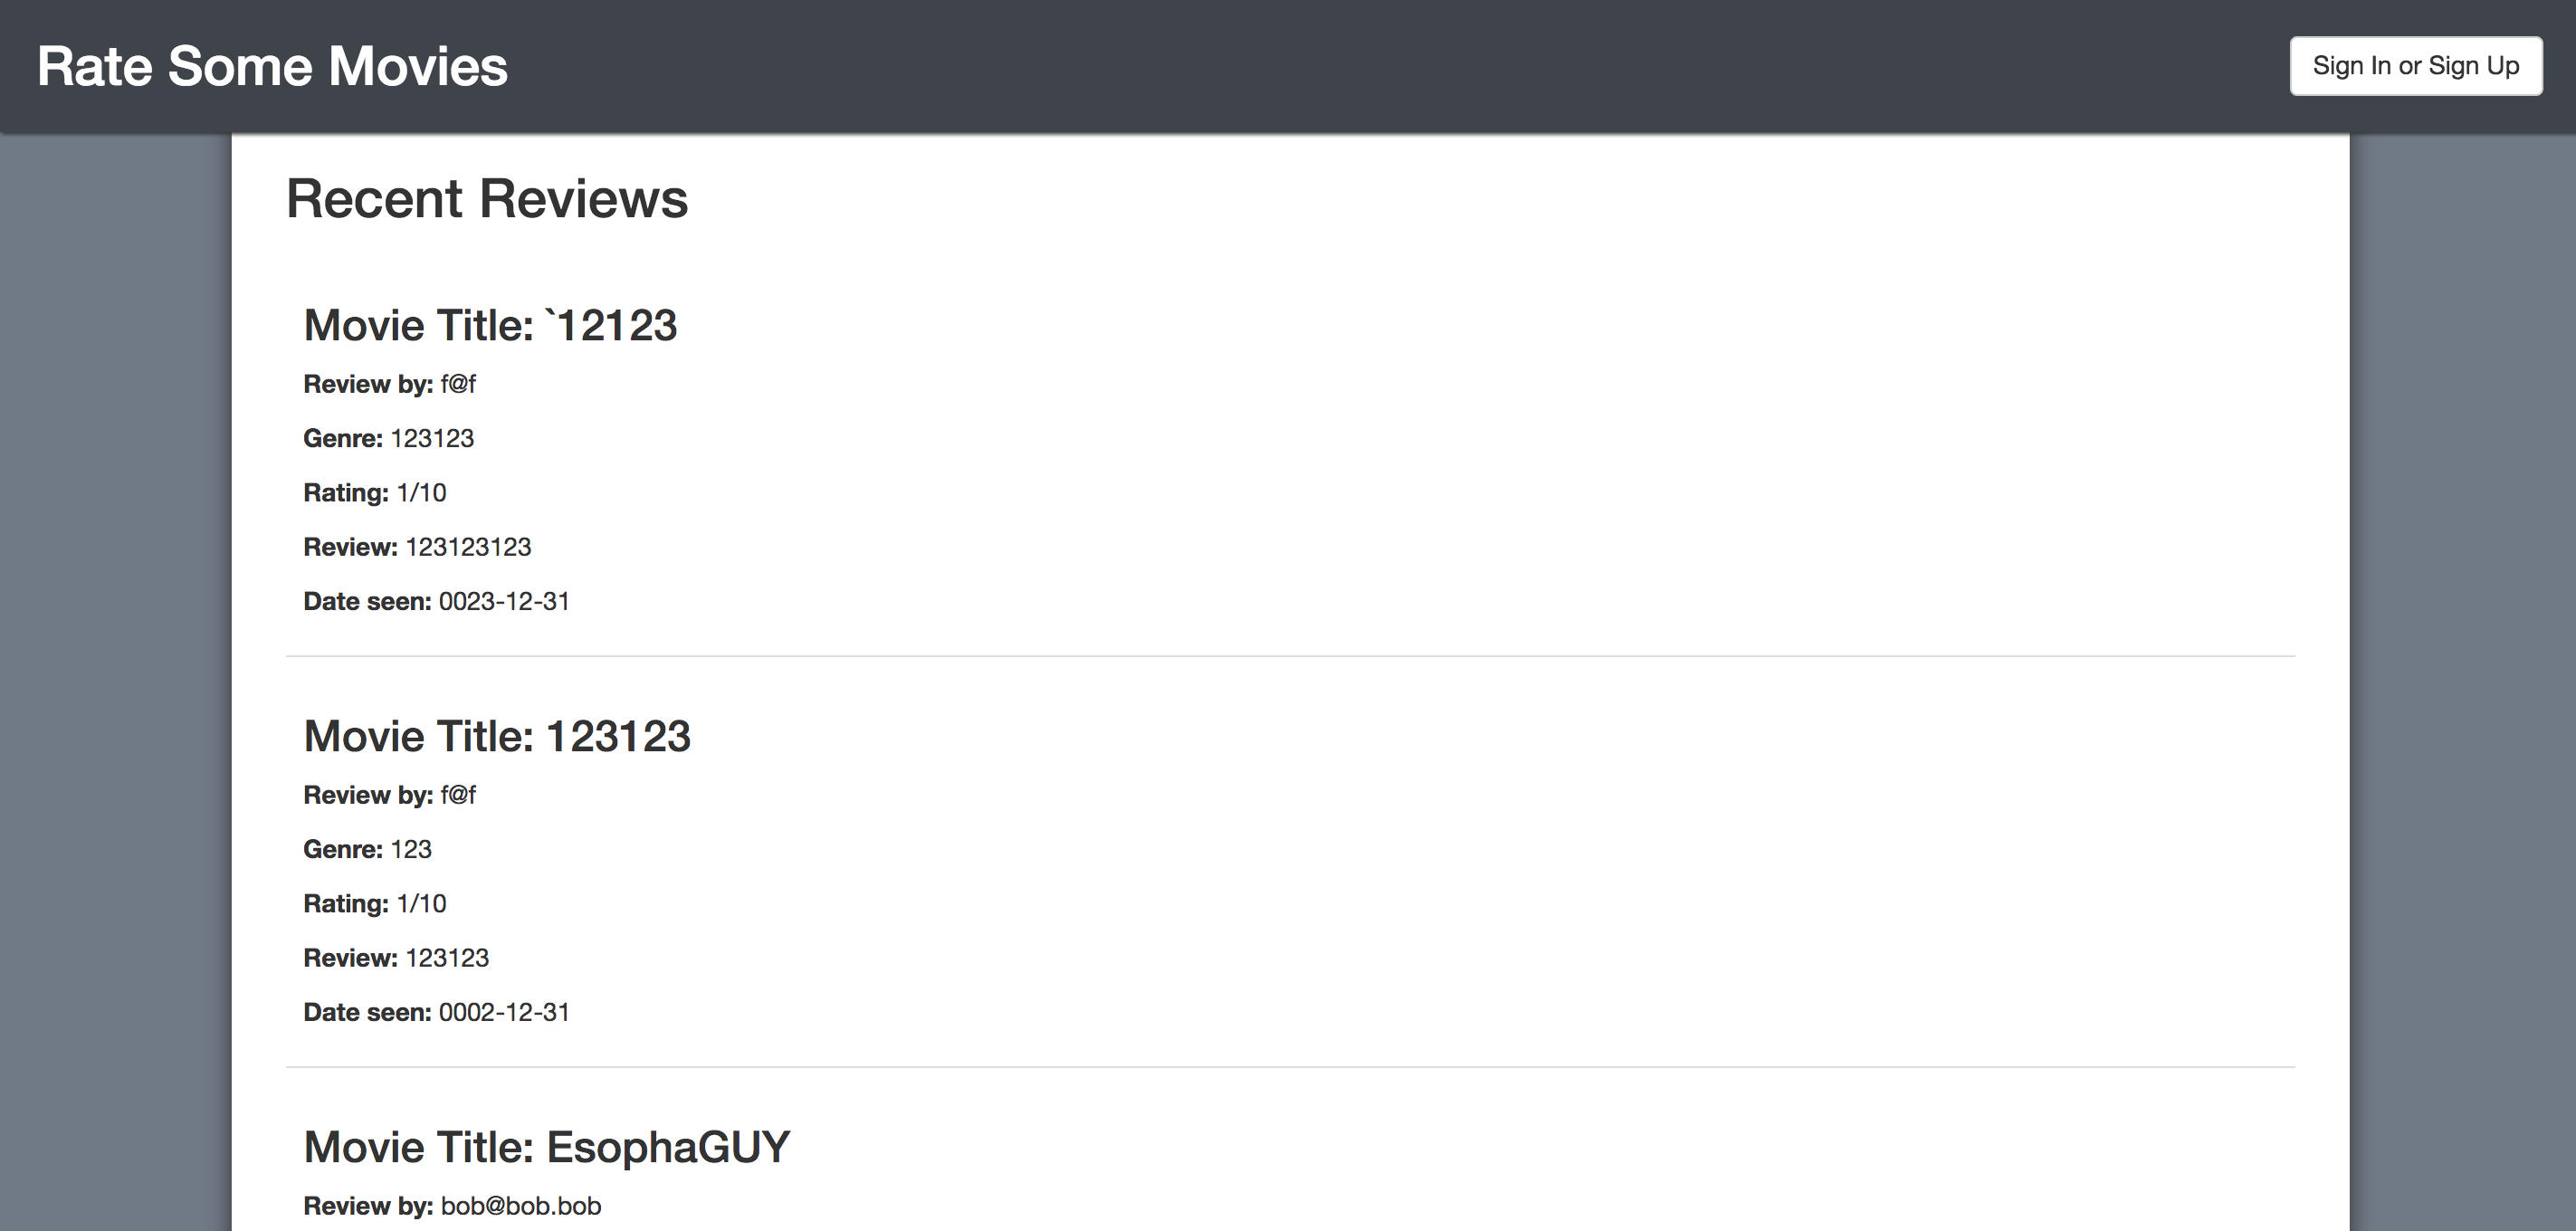 Rate Some Movies
Sign In or Sign Up
Recent Reviews
Movie Title: `12123
Review by: f@f
Genre: 123123
Rating: 1/10
Review: 123123123
Date seen: 0023-12-31
Movie Title: 123123
Review by: f@f
Genre: 123
Rating: 1/10
Review: 123123
Date seen: 0002-12-31
Movie Title: EsophaGUY
Review by: bob@bob.bob